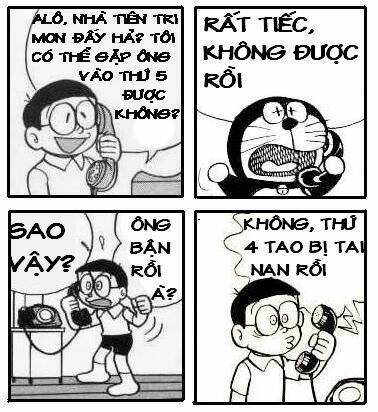 ALÔ, NHÀ TIÊN TRI
MON ĐẤY HẢ? TÔI
CÓ THỂ GẶP ÔNG
VÀO THỨ 5
ĐƯỢC
KHÔNG?
RẤT TIẾC,
KHÔNG ĐƯỢC
RỒI
SAO
VẬY?
ÔNG
BẬN
RỒI
À?
KHÔNG, THỨ
4 TAO BỊ TAI
NẠN RỒI